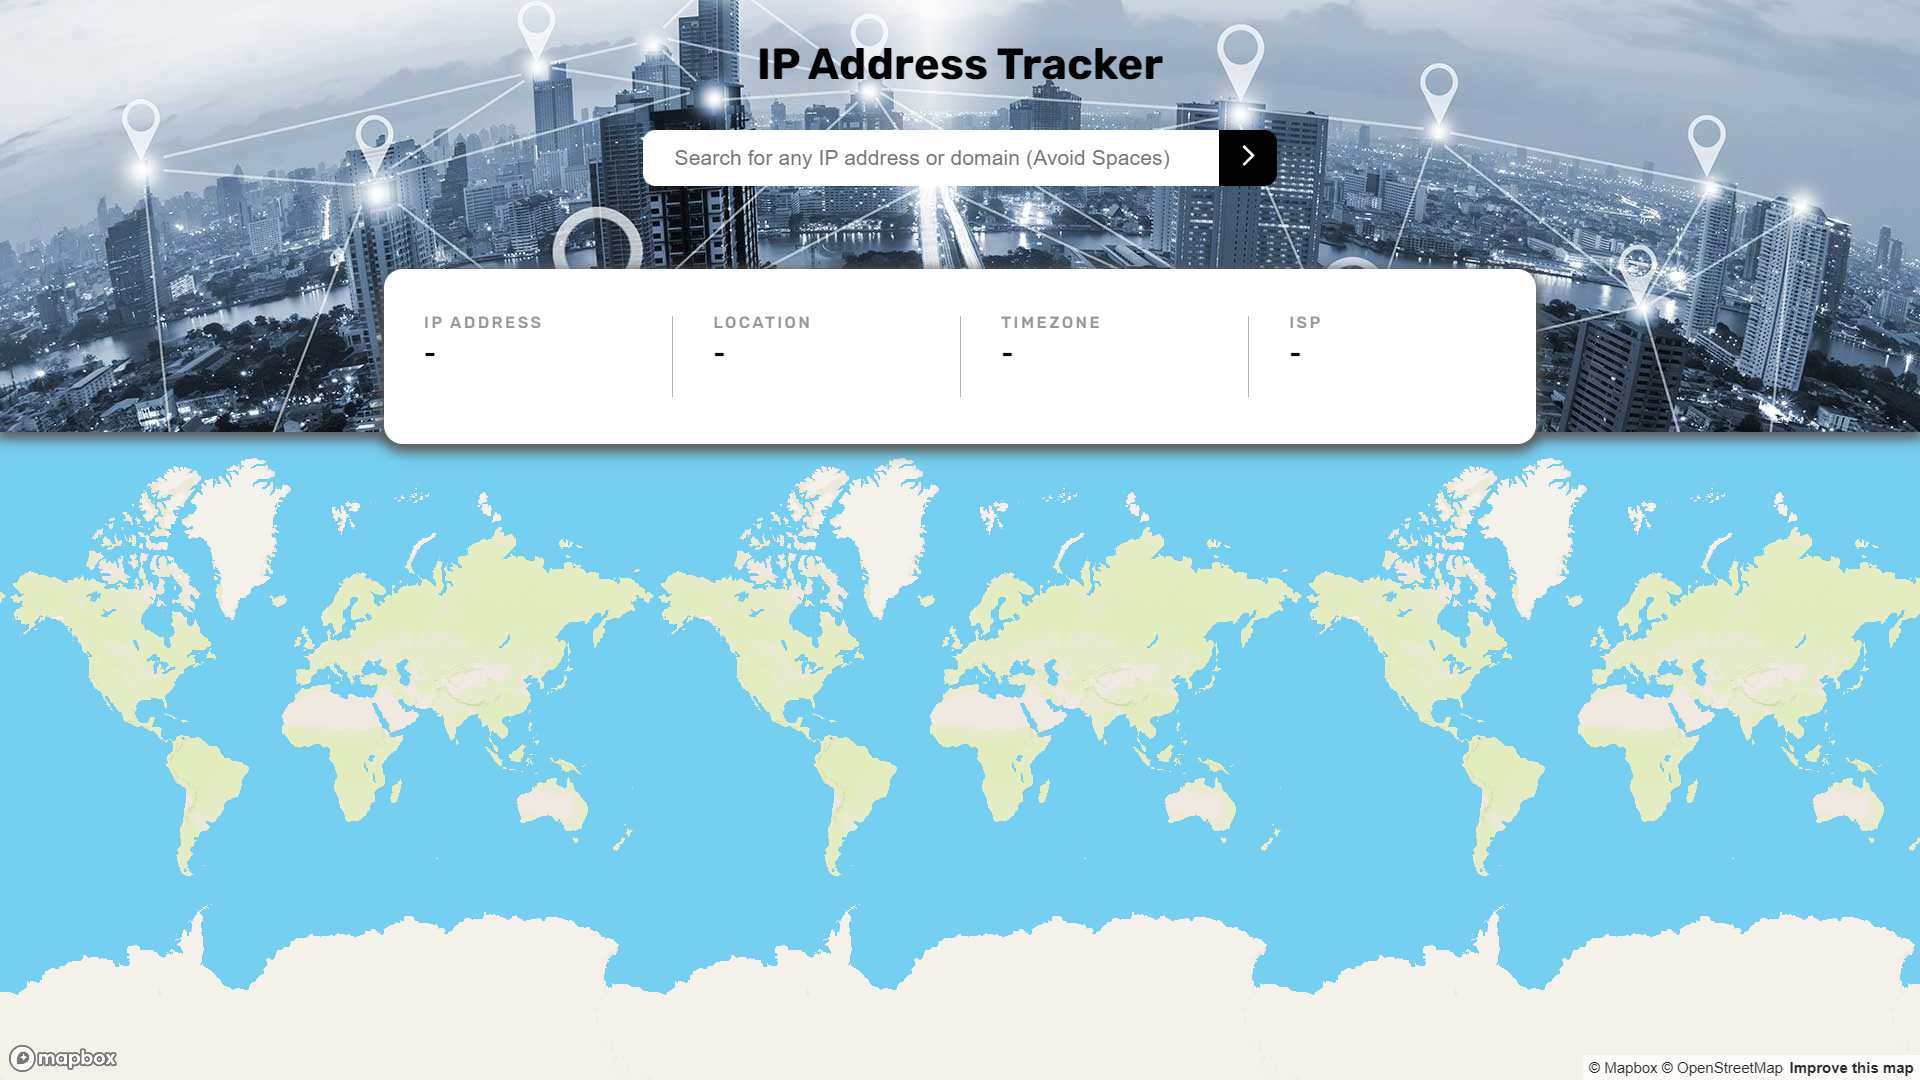 IP Address Tracker
Search for any IP address or domain (Avoid Spaces)
IP ADDRESS
-
LOCATION
-
TIMEZONE
-
ISP
-
mapbox
© Mapbox © OpenStreetMap Improve this map